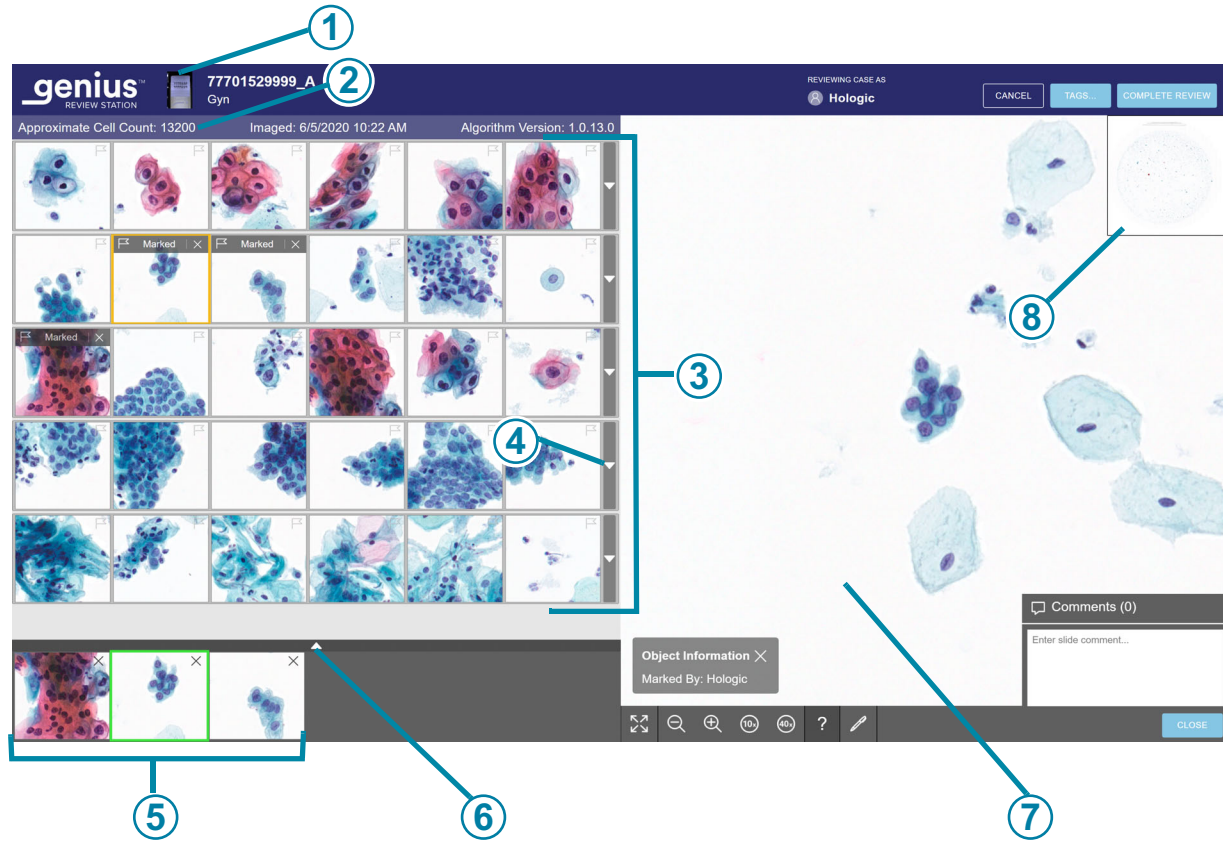 1
genius™
REVIEW STATION
77701529999_A
Gyn
2
REVIEWING CASE AS
Hologic
CANCEL
TAGS...
COMPLETE REVIEW
Approximate Cell Count: 13200
Imaged: 6/5/2020 10:22 AM
Algorithm Version: 1.0.13.0
Marked
Marked
8
Marked
3
4
Comments (0)
Enter slide comment...
Object Information
Marked By: Hologic
10x
40x
?
CLOSE
5
6
7